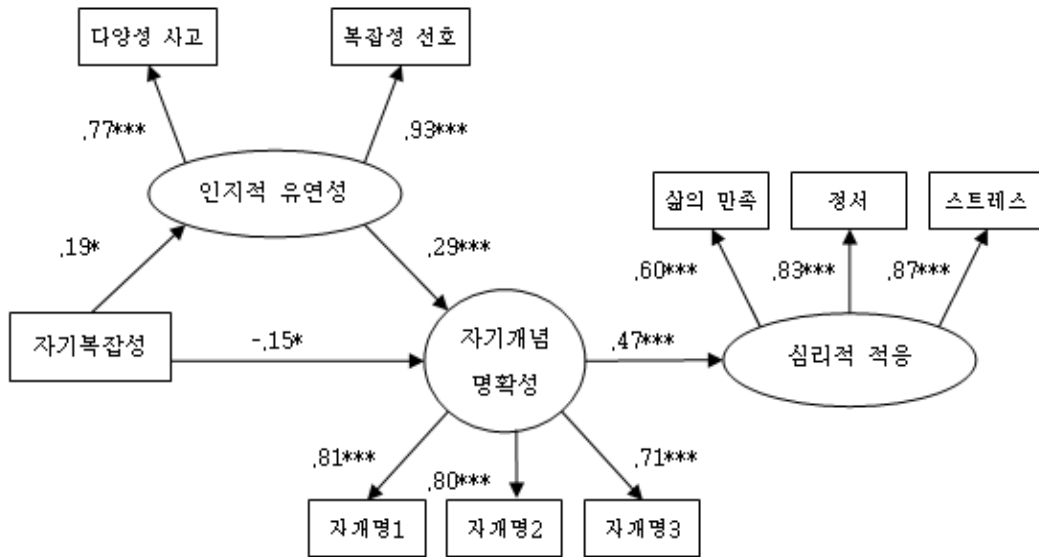 다양성 사고
복잡성 선호
.77***
.93***
인지적 유연성
삶의 만족
정서
스트레스
.19*
.29***
.60***
.83***
.87***
자기복잡성
-.15*
자기개념
명확성
.47***
심리적 적응
.81***
.80***
.71***
자개명1
자개명2
자개명3